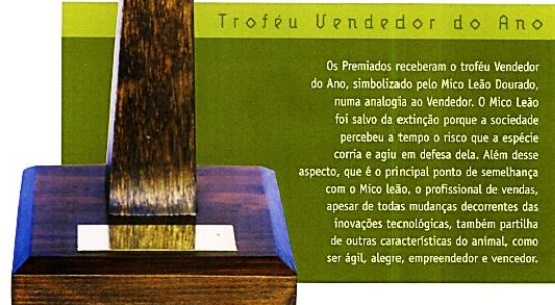 Troféu Vendedor do Ano
Os Premiados receberam o troféu Vendedor
do Ano, simbolizado pelo Mico Leão Dourado,
numa analogia ao Vendedor. O Mico Leão
foi salvo da extinção porque a sociedade
percebeu a tempo o risco que a espécie
corria e agiu em defesa dela. Além desse
aspecto, que é o principal ponto de semelhança
com o Mico leão, o profissional de vendas,
apesar de todas mudanças decorrentes das
inovações tecnológicas, também partilha
de outras características do animal, como
ser ágil, alegre, empreendedor e vencedor.